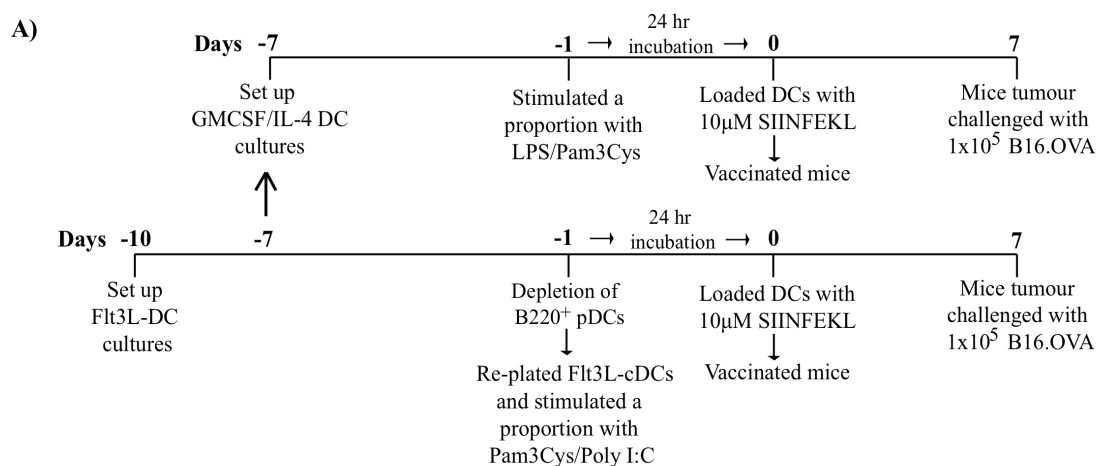 A)
24 hr
Days -7 -1 incubation 0 7
Set up
GMCSF/IL-4 DC
cultures
Stimulated a
proportion with
LPS/Pam3Cys
Loaded DCs with
10µM SIINFEKL
Vaccinated mice
Mice tumour
challenged with
1x10⁵ B16.OVA
24 hr
Days -10 -7 -1 incubation 0 7
Set up
Flt3L-DC
cultures
Depletion of
B220⁺ pDCs
Re-plated Flt3L-cDCs
and stimulated a
proportion with
Pam3Cys/Poly I:C
Loaded DCs with
10µM SIINFEKL
Vaccinated mice
Mice tumour
challenged with
1x10⁵ B16.OVA